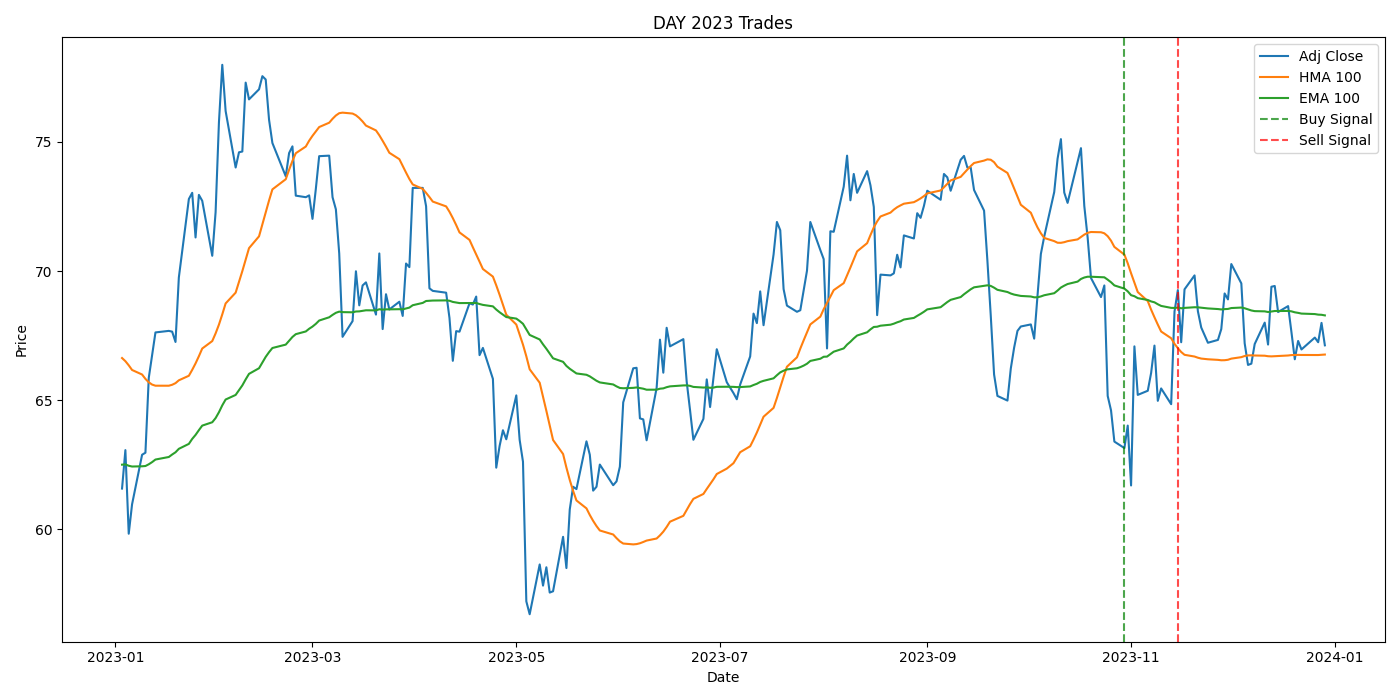 DAY 2023 Trades
Adj Close
HMA 100
EMA 100
Buy Signal
Sell Signal
Price
75
70
65
60
2023-01
2023-03
2023-05
2023-07
2023-09
2023-11
2024-01
Date